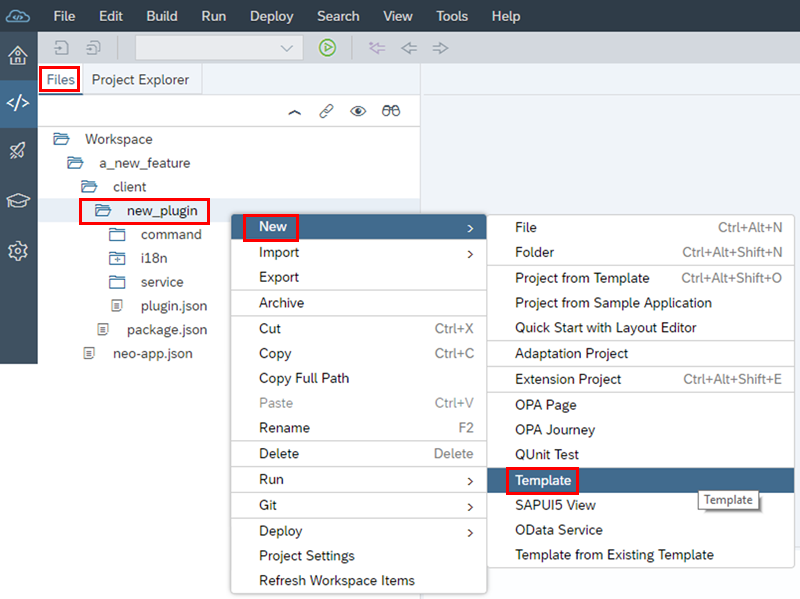 File Edit Build Run Deploy Search View Tools Help
Files Project Explorer
Workspace
a_new_feature
client
new_plugin
command
i18n
service
plugin.json
package.json
neo-app.json
New
Import
Export
Archive
Cut Ctrl+X
Copy Ctrl+C
Copy Full Path
Paste Ctrl+V
Rename F2
Delete Delete
Run
Git
Deploy
Project Settings
Refresh Workspace Items
File Ctrl+Alt+N
Folder Ctrl+Alt+Shift+N
Project from Template Ctrl+Alt+Shift+O
Project from Sample Application
Quick Start with Layout Editor
Adaptation Project
Extension Project Ctrl+Alt+Shift+E
OPA Page
OPA Journey
QUnit Test
Template
Template
SAPUI5 View
OData Service
Template from Existing Template